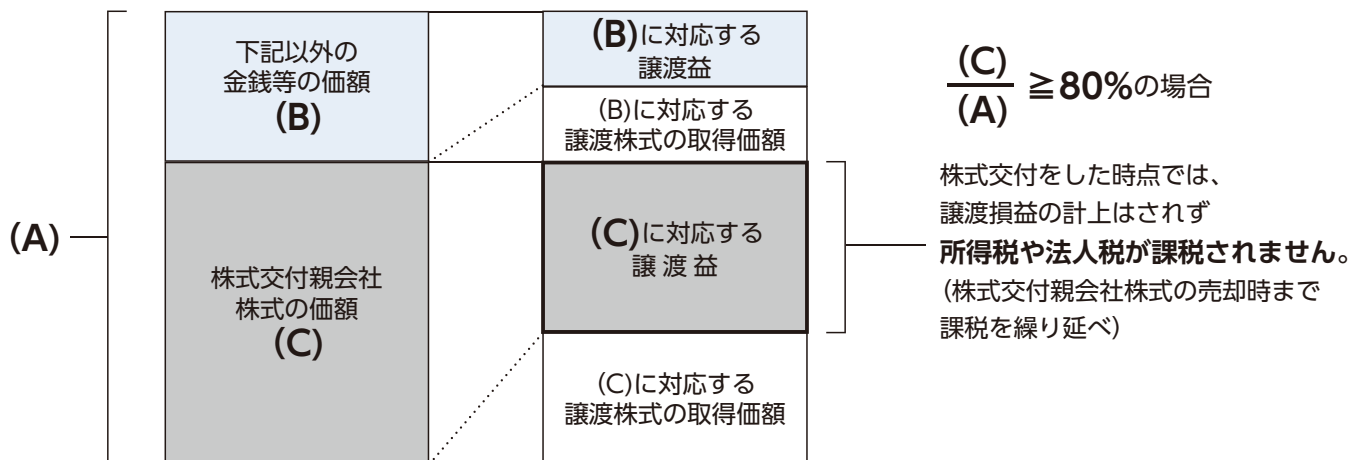 (A)
下記以外の
金銭等の価額
(B)
株式交付親会社
株式の価額
(C)
(B)に対応する
譲渡益
(B)に対応する
譲渡株式の取得価額
(C)に対応する
譲渡益
(C)に対応する
譲渡株式の取得価額
(C)
(A)
≧80%の場合
株式交付をした時点では、
譲渡損益の計上はされず
所得税や法人税が課税されません。
(株式交付親会社株式の売却時まで
課税を繰り延べ)